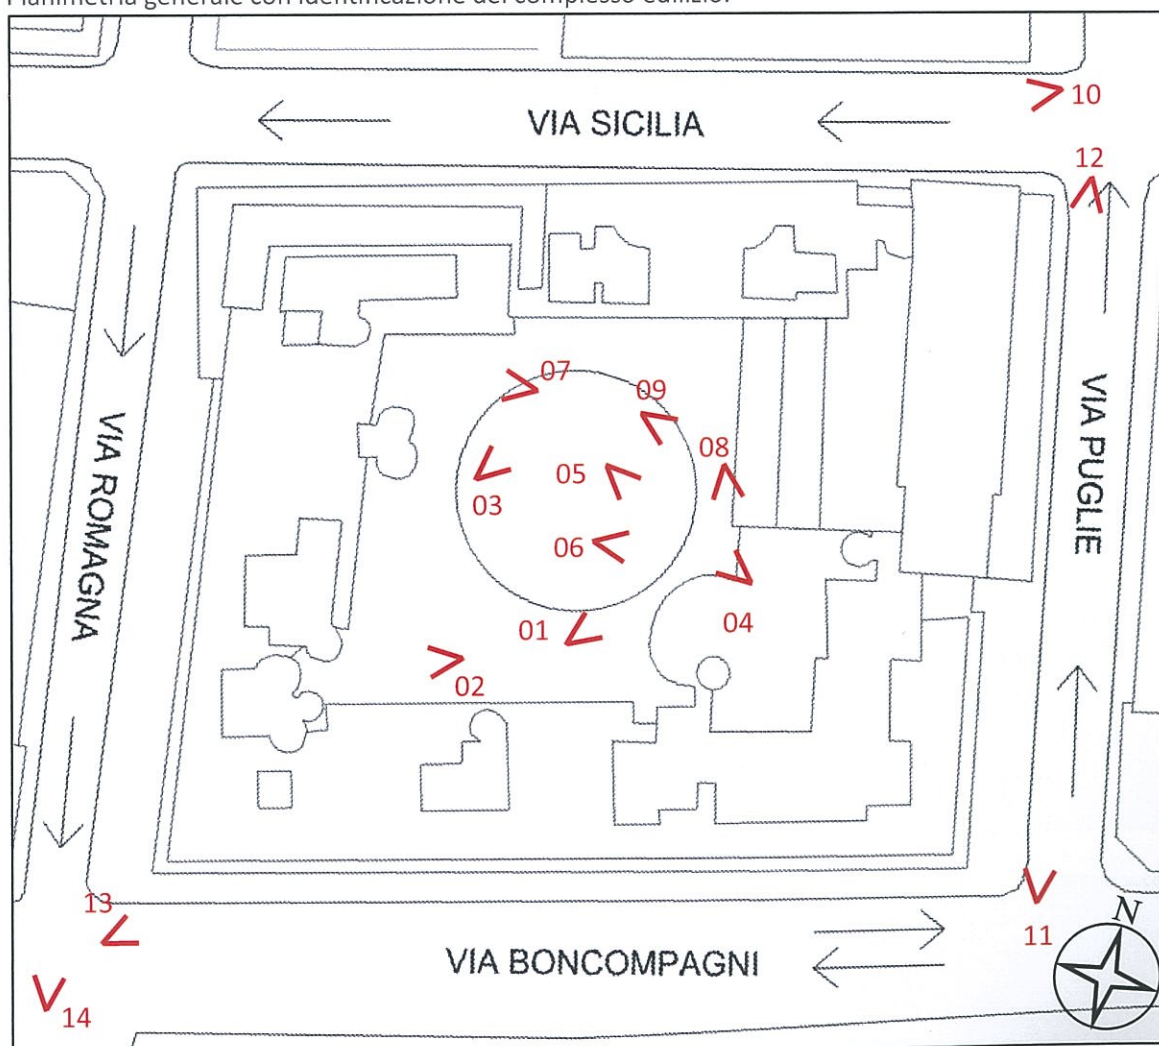 Planimetria generale con identificazione del complesso edilizio.
10
VIA SICILIA
12
07
09
08
05
03
06
VIA ROMAGNA
VIA PUGLIE
01
04
02
13
N
11
VIA BONCOMPAGNI
14